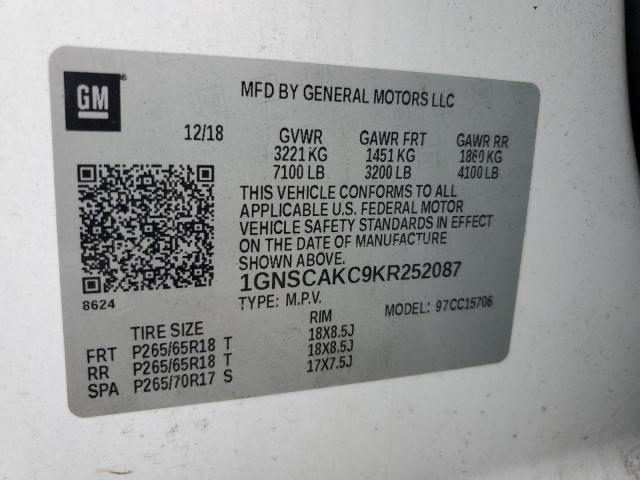 GM
MFD BY GENERAL MOTORS LLC
12/18 GVWR GAWR FRT GAWR RR
3221 KG 1451 KG 1860 KG
7100 LB 3200 LB 4100 LB
THIS VEHICLE CONFORMS TO ALL
APPLICABLE U.S. FEDERAL MOTOR
VEHICLE SAFETY STANDARDS IN EFFECT
ON THE DATE OF MANUFACTURE
SHOWN ABOVE.
8624
1GNSCAKC9KR252087
TYPE: M.P.V. MODEL: 97CC15706
TIRE SIZE RIM
FRT P265/65R18 T 18X8.5J
RR P265/65R18 T 18X8.5J
SPA P265/70R17 S 17X7.5J